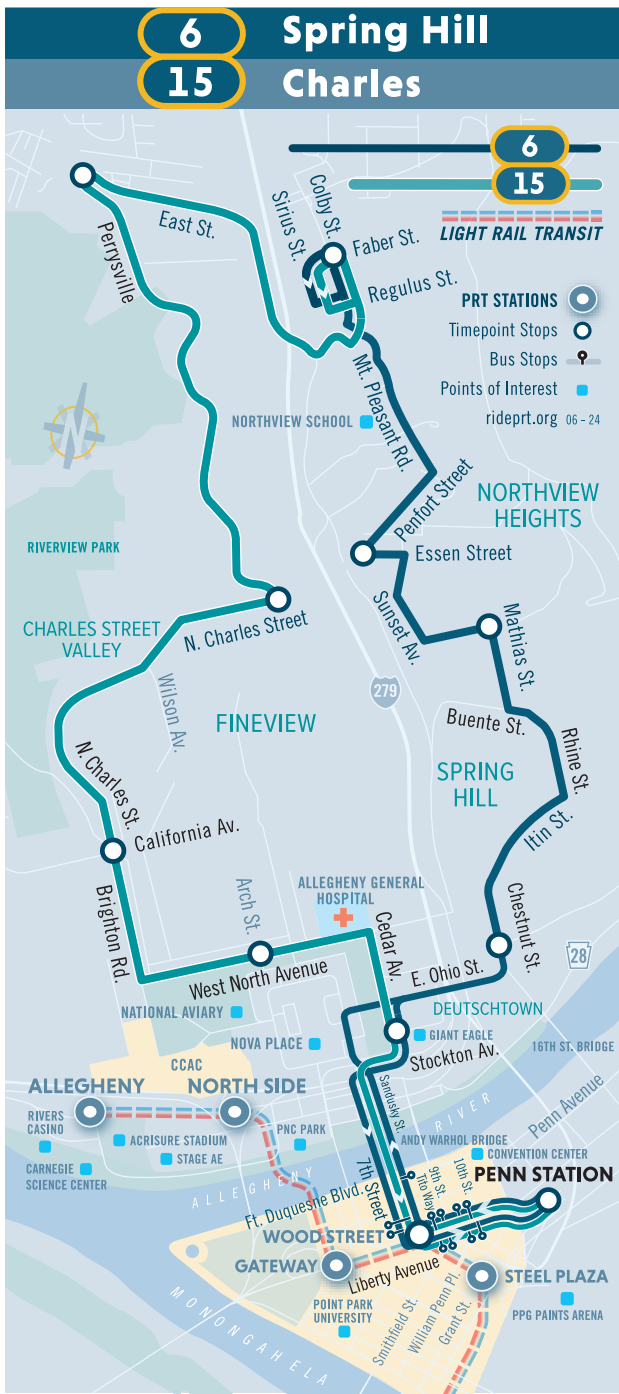 6 Spring Hill
15 Charles
6
15
LIGHT RAIL TRANSIT
PRT STATIONS
Timepoint Stops
Bus Stops
Points of Interest
rideprt.org 06 – 24
Perrysville
East St.
Sirius St.
Colby St.
Faber St.
Regulus St.
Mt. Pleasant Rd.
NORTHVIEW SCHOOL
N
Penfort Street
NORTHVIEW
HEIGHTS
Essen Street
RIVERVIEW PARK
Sunset Av.
Mathias St.
CHARLES STREET
VALLEY
N. Charles Street
Wilson Av.
279
FINEVIEW
Buente St.
Rhine St.
SPRING
HILL
N. Charles St.
California Av.
Itin St.
Brighton Rd.
Arch St.
ALLEGHENY GENERAL
HOSPITAL
Cedar Av.
Chestnut St.
28
West North Avenue
E. Ohio St.
NATIONAL AVIARY
DEUTSCHTOWN
NOVA PLACE
GIANT EAGLE
Stockton Av.
16TH ST. BRIDGE
CCAC
Sandusky St.
Penn Avenue
ALLEGHENY
NORTH SIDE
RIVERS
CASINO
ACRISURE STADIUM
PNC PARK
STAGE AE
CARNEGIE
SCIENCE CENTER
ALLEGHENY RIVER
ANDY WARHOL BRIDGE
CONVENTION CENTER
PENN STATION
7th Street
9th St.
Tito Way
10th St.
Ft. Duquesne Blvd.
WOOD STREET
GATEWAY
Liberty Avenue
STEEL PLAZA
POINT PARK
UNIVERSITY
Smithfield St.
William Penn Pl.
Grant St.
PPG PAINTS ARENA
MONONGAHELA